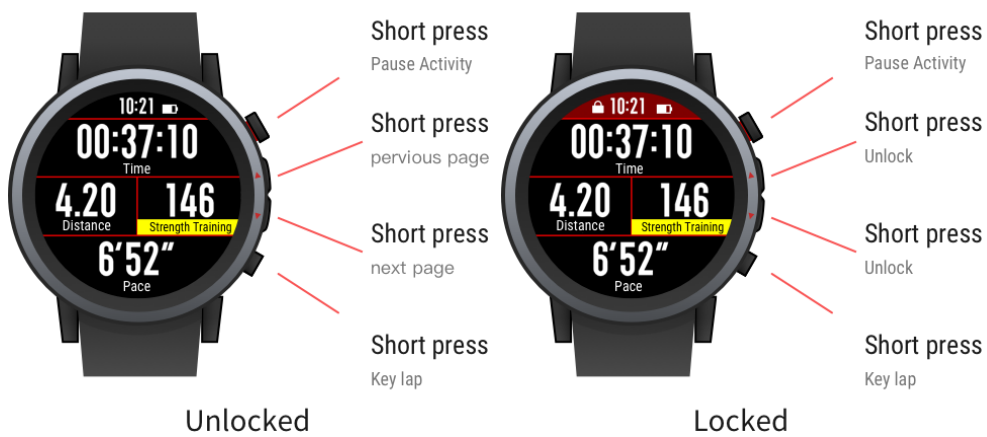 10:21
00:37:10
Time
4.20
146
Distance
Strength Training
6'52"
Pace
Short press
Pause Activity
Short press
pervious page
Short press
next page
Short press
Key lap
Unlocked
10:21
00:37:10
Time
4.20
146
Distance
Strength Training
6'52"
Pace
Short press
Pause Activity
Short press
Unlock
Short press
Unlock
Short press
Key lap
Locked